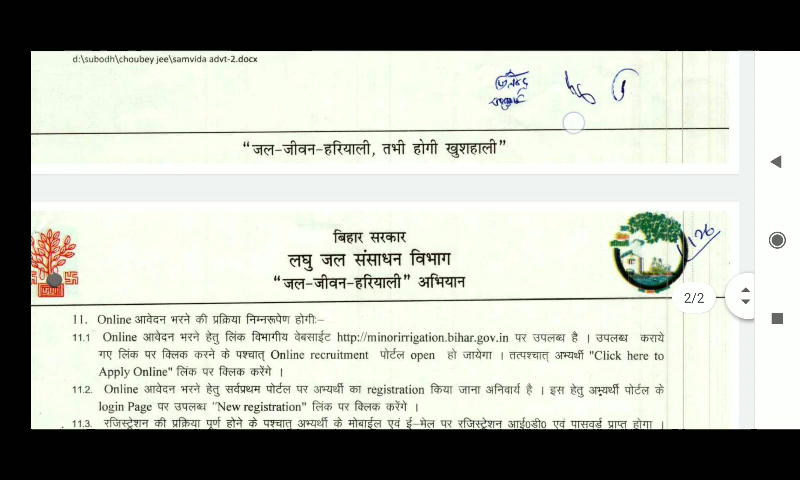 d:\subodh\choubey jee\samvida advt-2.docx
“जल-जीवन-हरियाली, तभी होगी खुशहाली”
बिहार सरकार
लघु जल संसाधन विभाग
“जल-जीवन-हरियाली” अभियान
2/2
11. Online आवेदन भरने की प्रक्रिया निम्नरूपेण होगीः–
11.1 Online आवेदन भरने हेतु लिंक विभागीय वेबसाईट http://minorirrigation.bihar.gov.in पर उपलब्ध है । उपलब्ध कराये
गए लिंक पर क्लिक करने के पश्चात् Online recruitment पोर्टल open हो जायेगा । तत्पश्चात् अभ्यर्थी "Click here to
Apply Online" लिंक पर क्लिक करेंगे ।
11.2. Online आवेदन भरने हेतु सर्वप्रथम पोर्टल पर अभ्यर्थी का registration किया जाना अनिवार्य है । इस हेतु अभ्यर्थी पोर्टल के
login Page पर उपलब्ध "New registration" लिंक पर क्लिक करेंगे ।
11.3. रजिस्ट्रेशन की प्रक्रिया पूर्ण होने के पश्चात् अभ्यर्थी के मोबाईल एवं ई-मेल पर रजिस्ट्रेशन आई0डी0 एवं पासवर्ड प्राप्त होगा ।